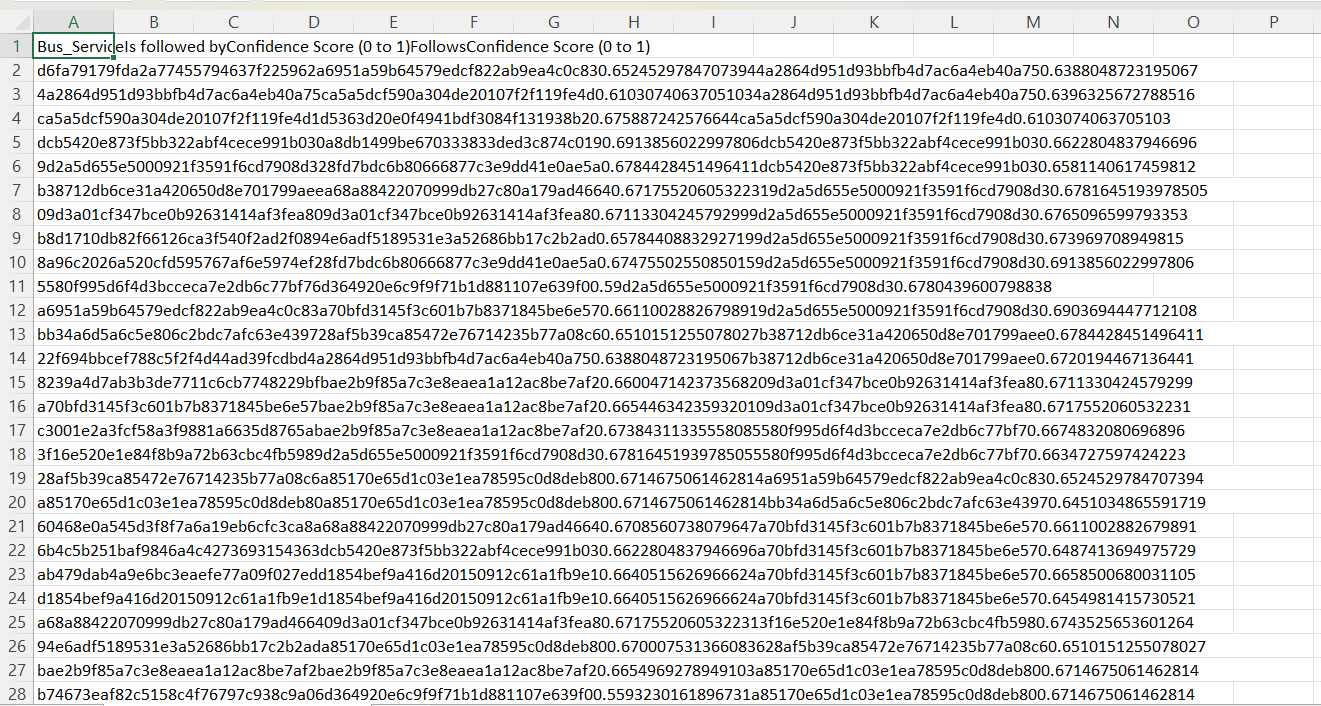 A B C D E F G H I J K L M N O P
1 Bus_ServiceIs followed byConfidence Score (0 to 1)FollowsConfidence Score (0 to 1)
2 d6fa79179fda2a77455794637f225962a6951a59b64579edcf822ab9ea4c0c830.65245297847073944a2864d951d93bbfb4d7ac6a4eb40a750.6388048723195067
3 4a2864d951d93bbfb4d7ac6a4eb40a75ca5a5dcf590a304de20107f2f119fe4d0.61030740637051034a2864d951d93bbfb4d7ac6a4eb40a750.6396325672788516
4 ca5a5dcf590a304de20107f2f119fe4d1d5363d20e0f4941bdf3084f131938b20.675887242576644ca5a5dcf590a304de20107f2f119fe4d0.6103074063705103
5 dcb5420e873f5bb322abf4cece991b030a8db1499be670333833ded3c874c0190.6913856022997806dcb5420e873f5bb322abf4cece991b030.6622804837946696
6 9d2a5d655e5000921f3591f6cd7908d328fd7bdc6b80666877c3e9dd41e0ae5a0.6784428451496411dcb5420e873f5bb322abf4cece991b030.6581140617459812
7 b38712db6ce31a420650d8e701799aeea68a88422070999db27c80a179ad46640.67175520605322319d2a5d655e5000921f3591f6cd7908d30.6781645193978505
8 09d3a01cf347bce0b92631414af3fea809d3a01cf347bce0b92631414af3fea80.67113304245792999d2a5d655e5000921f3591f6cd7908d30.6765096599793353
9 b8d1710db82f66126ca3f540f2ad2f0894e6adf5189531e3a52686bb17c2b2ad0.65784408832927199d2a5d655e5000921f3591f6cd7908d30.673969708949815
10 8a96c2026a520cfd595767af6e5974ef28fd7bdc6b80666877c3e9dd41e0ae5a0.67475502550850159d2a5d655e5000921f3591f6cd7908d30.6913856022997806
11 5580f995d6f4d3bcceca7e2db6c77bf76d364920e6c9f9f71b1d881107e639f00.59d2a5d655e5000921f3591f6cd7908d30.6780439600798838
12 a6951a59b64579edcf822ab9ea4c0c83a70bfd3145f3c601b7b8371845be6e570.66110028826798919d2a5d655e5000921f3591f6cd7908d30.6903694447712108
13 bb34a6d5a6c5e806c2bdc7afc63e439728af5b39ca85472e76714235b77a08c60.6510151255078027b38712db6ce31a420650d8e701799aee0.6784428451496411
14 22f694bbcef788c5f2f4d44ad39fcdbd4a2864d951d93bbfb4d7ac6a4eb40a750.6388048723195067b38712db6ce31a420650d8e701799aee0.6720194467136441
15 8239a4d7ab3b3de7711c6cb7748229bfbae2b9f85a7c3e8eaea1a12ac8be7af20.660047142373568209d3a01cf347bce0b92631414af3fea80.6711330424579299
16 a70bfd3145f3c601b7b8371845be6e57bae2b9f85a7c3e8eaea1a12ac8be7af20.665446342359320109d3a01cf347bce0b92631414af3fea80.6717552060532231
17 c3001e2a3fcf58a3f9881a6635d8765abae2b9f85a7c3e8eaea1a12ac8be7af20.67384311335558085580f995d6f4d3bcceca7e2db6c77bf70.6674832080696896
18 3f16e520e1e84f8b9a72b63cbc4fb5989d2a5d655e5000921f3591f6cd7908d30.67816451939785055580f995d6f4d3bcceca7e2db6c77bf70.6634727597424223
19 28af5b39ca85472e76714235b77a08c6a85170e65d1c03e1ea78595c0d8deb800.6714675061462814a6951a59b64579edcf822ab9ea4c0c830.6524529784707394
20 a85170e65d1c03e1ea78595c0d8deb80a85170e65d1c03e1ea78595c0d8deb800.6714675061462814bb34a6d5a6c5e806c2bdc7afc63e43970.6451034865591719
21 60468e0a545d3f8f7a6a19eb6cfc3ca8a68a88422070999db27c80a179ad46640.6708560738079647a70bfd3145f3c601b7b8371845be6e570.6611002882679891
22 6b4c5b251baf9846a4c4273693154363dcb5420e873f5bb322abf4cece991b030.6622804837946696a70bfd3145f3c601b7b8371845be6e570.6487413694975729
23 ab479dab4a9e6bc3eaefe77a09f027edd1854bef9a416d20150912c61a1fb9e10.6640515626966624a70bfd3145f3c601b7b8371845be6e570.6658500680031105
24 d1854bef9a416d20150912c61a1fb9e1d1854bef9a416d20150912c61a1fb9e10.6640515626966624a70bfd3145f3c601b7b8371845be6e570.6454981415730521
25 a68a88422070999db27c80a179ad466409d3a01cf347bce0b92631414af3fea80.67175520605322313f16e520e1e84f8b9a72b63cbc4fb5980.6743525653601264
26 94e6adf5189531e3a52686bb17c2b2ada85170e65d1c03e1ea78595c0d8deb800.670007531366083628af5b39ca85472e76714235b77a08c60.6510151255078027
27 bae2b9f85a7c3e8eaea1a12ac8be7af2bae2b9f85a7c3e8eaea1a12ac8be7af20.6654969278949103a85170e65d1c03e1ea78595c0d8deb800.6714675061462814
28 b74673eaf82c5158c4f76797c938c9a06d364920e6c9f9f71b1d881107e639f00.5593230161896731a85170e65d1c03e1ea78595c0d8deb800.6714675061462814